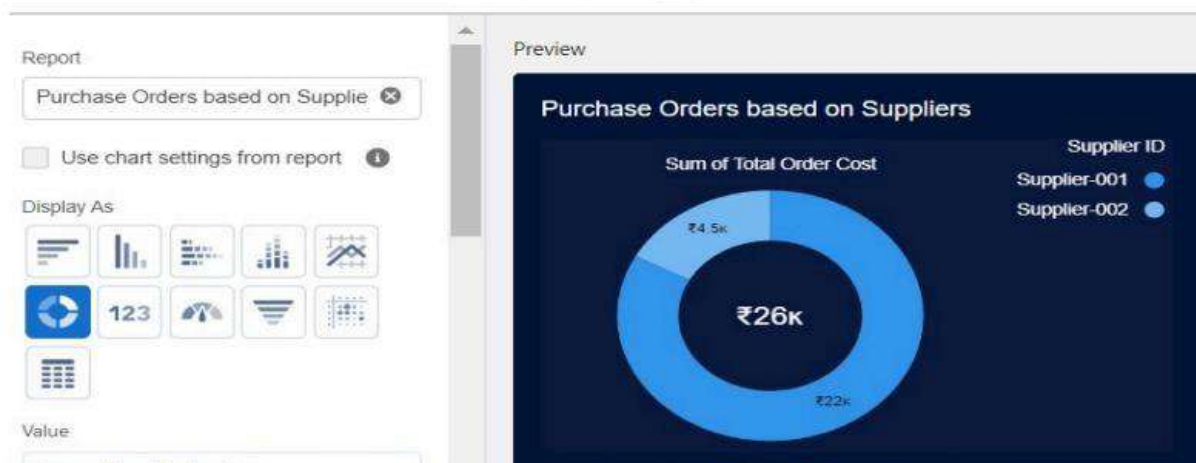 Report
Purchase Orders based on Supplie
Use chart settings from report
Display As
123
Value
Preview
Purchase Orders based on Suppliers
Sum of Total Order Cost
Supplier ID
Supplier-001
Supplier-002
₹4.5K
₹26K
₹22K